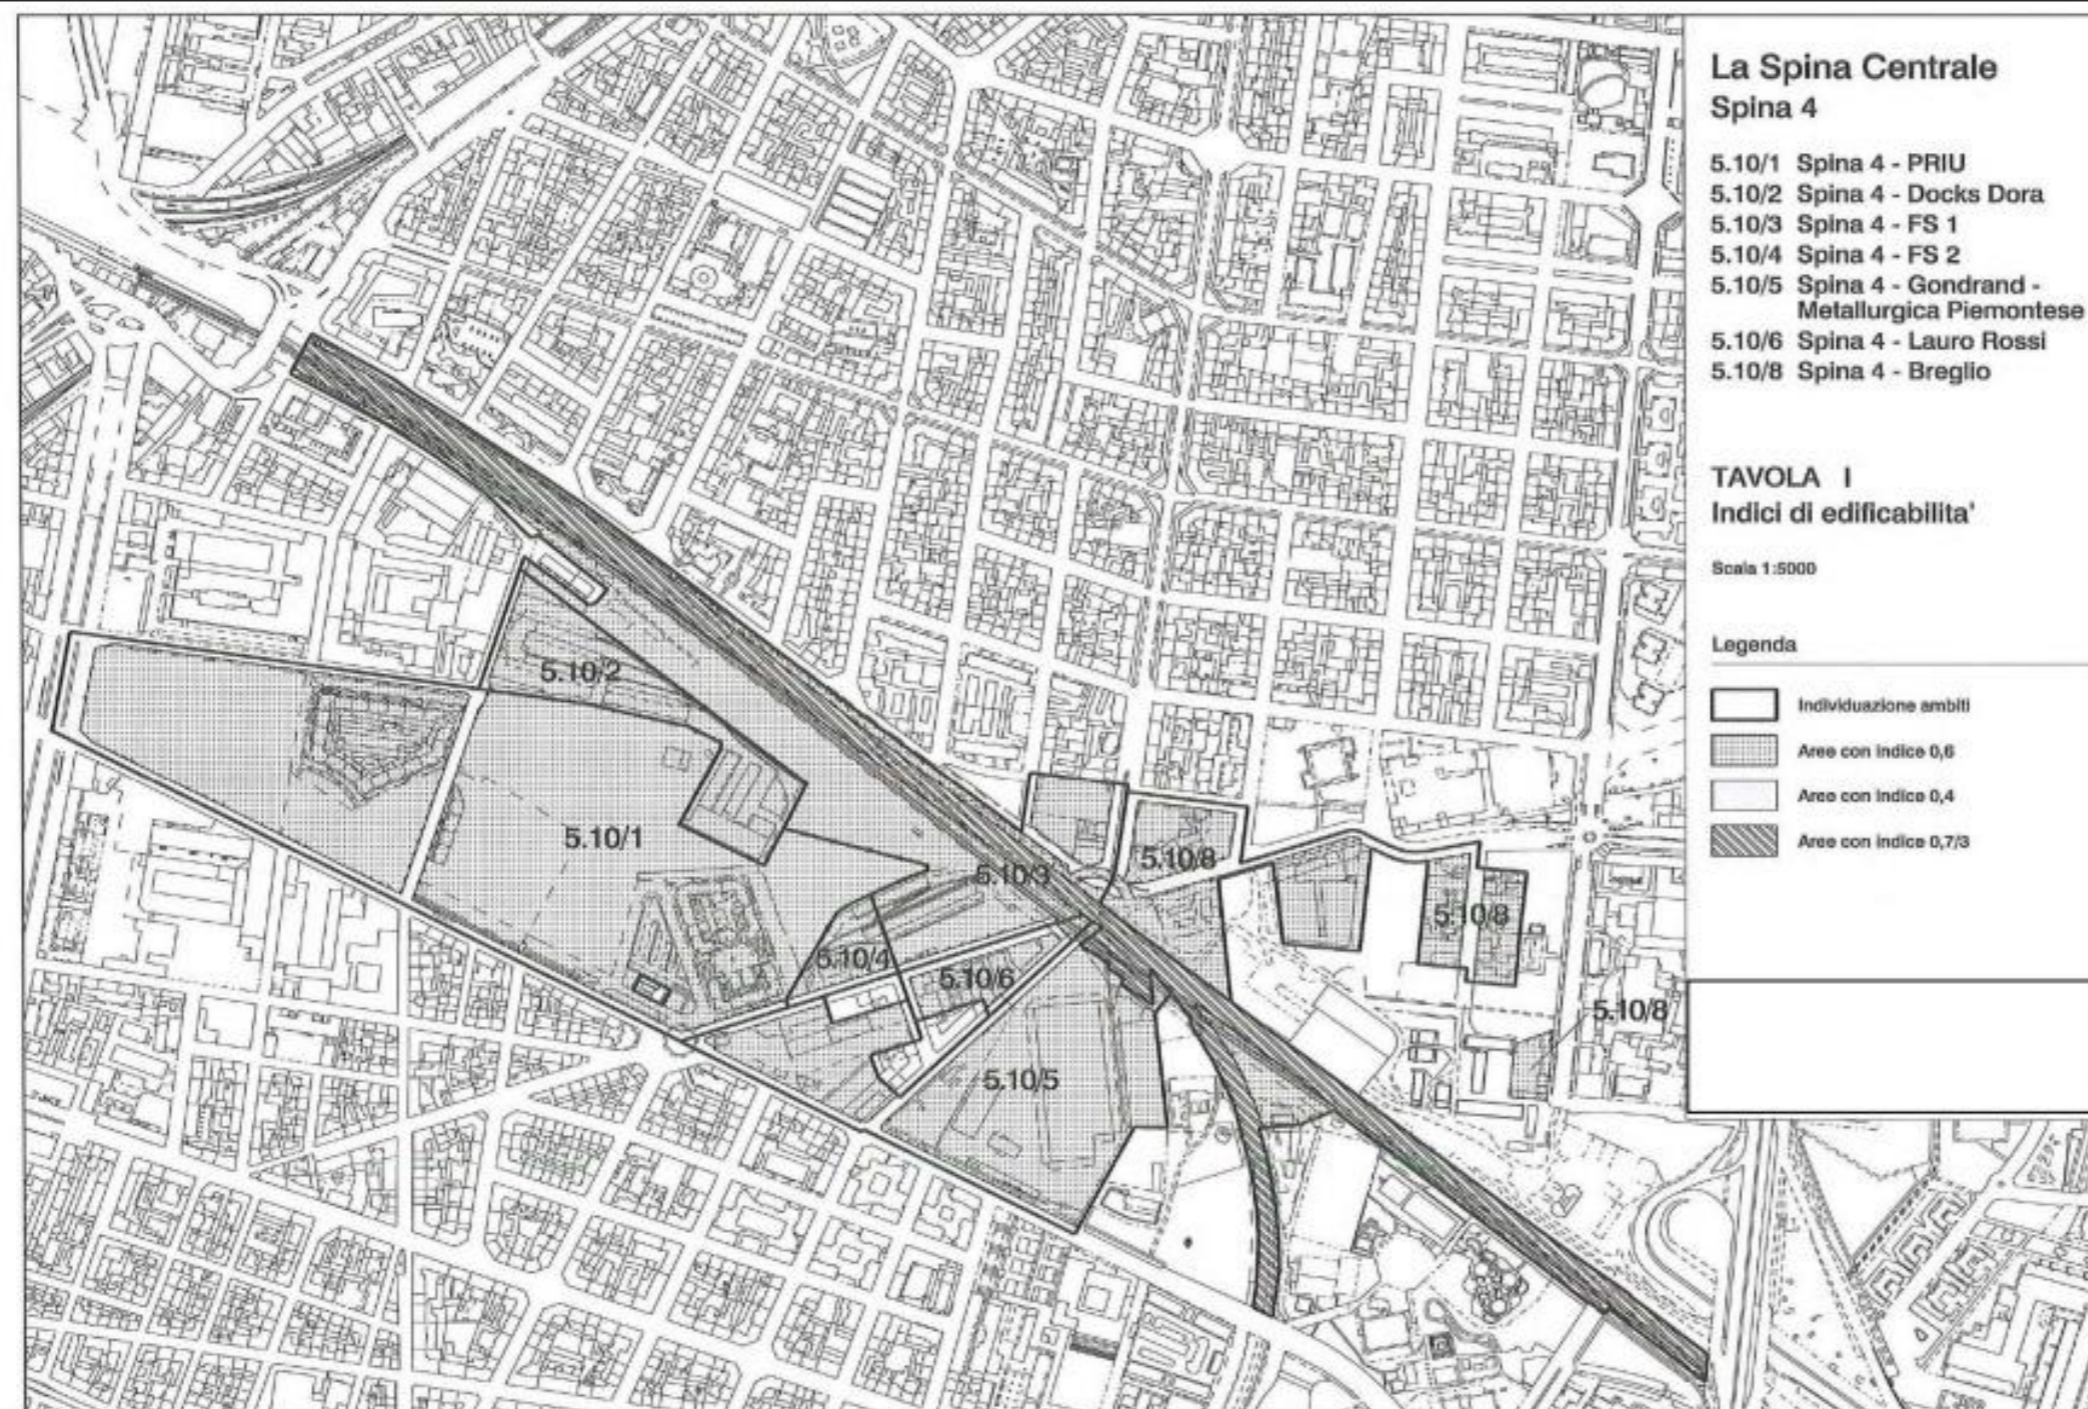 La Spina Centrale
Spina 4
5.10/1 Spina 4 - PRIU
5.10/2 Spina 4 - Docks Dora
5.10/3 Spina 4 - FS 1
5.10/4 Spina 4 - FS 2
5.10/5 Spina 4 - Gondrand -
Metallurgica Piemontese
5.10/6 Spina 4 - Lauro Rossi
5.10/8 Spina 4 - Breglio
TAVOLA I
Indici di edificabilita'
Scala 1:5000
Legenda
Individuazione ambiti
Aree con indice 0,6
Aree con indice 0,4
Aree con indice 0,7/3
5.10/2
5.10/1
5.10/3
5.10/8
5.10/8
5.10/4
5.10/6
5.10/8
5.10/5